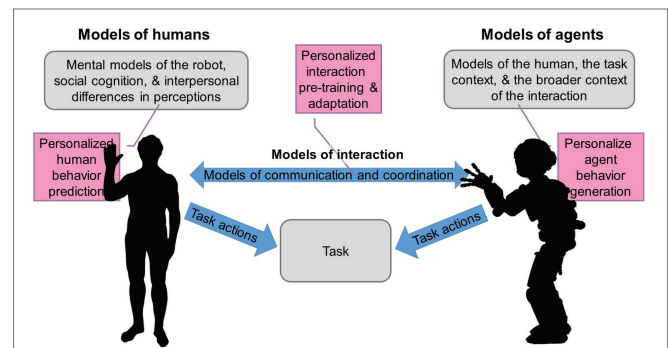 Models of humans
Models of agents
Mental models of the robot,
social cognition, & interpersonal
differences in perceptions
Personalized
interaction
pre-training &
adaptation
Models of the human, the task
context, & the broader context
of the interaction
Personalized
human
behavior
prediction
Models of interaction
Models of communication and coordination
Personalize
agent
behavior
generation
Task actions
Task
Task actions